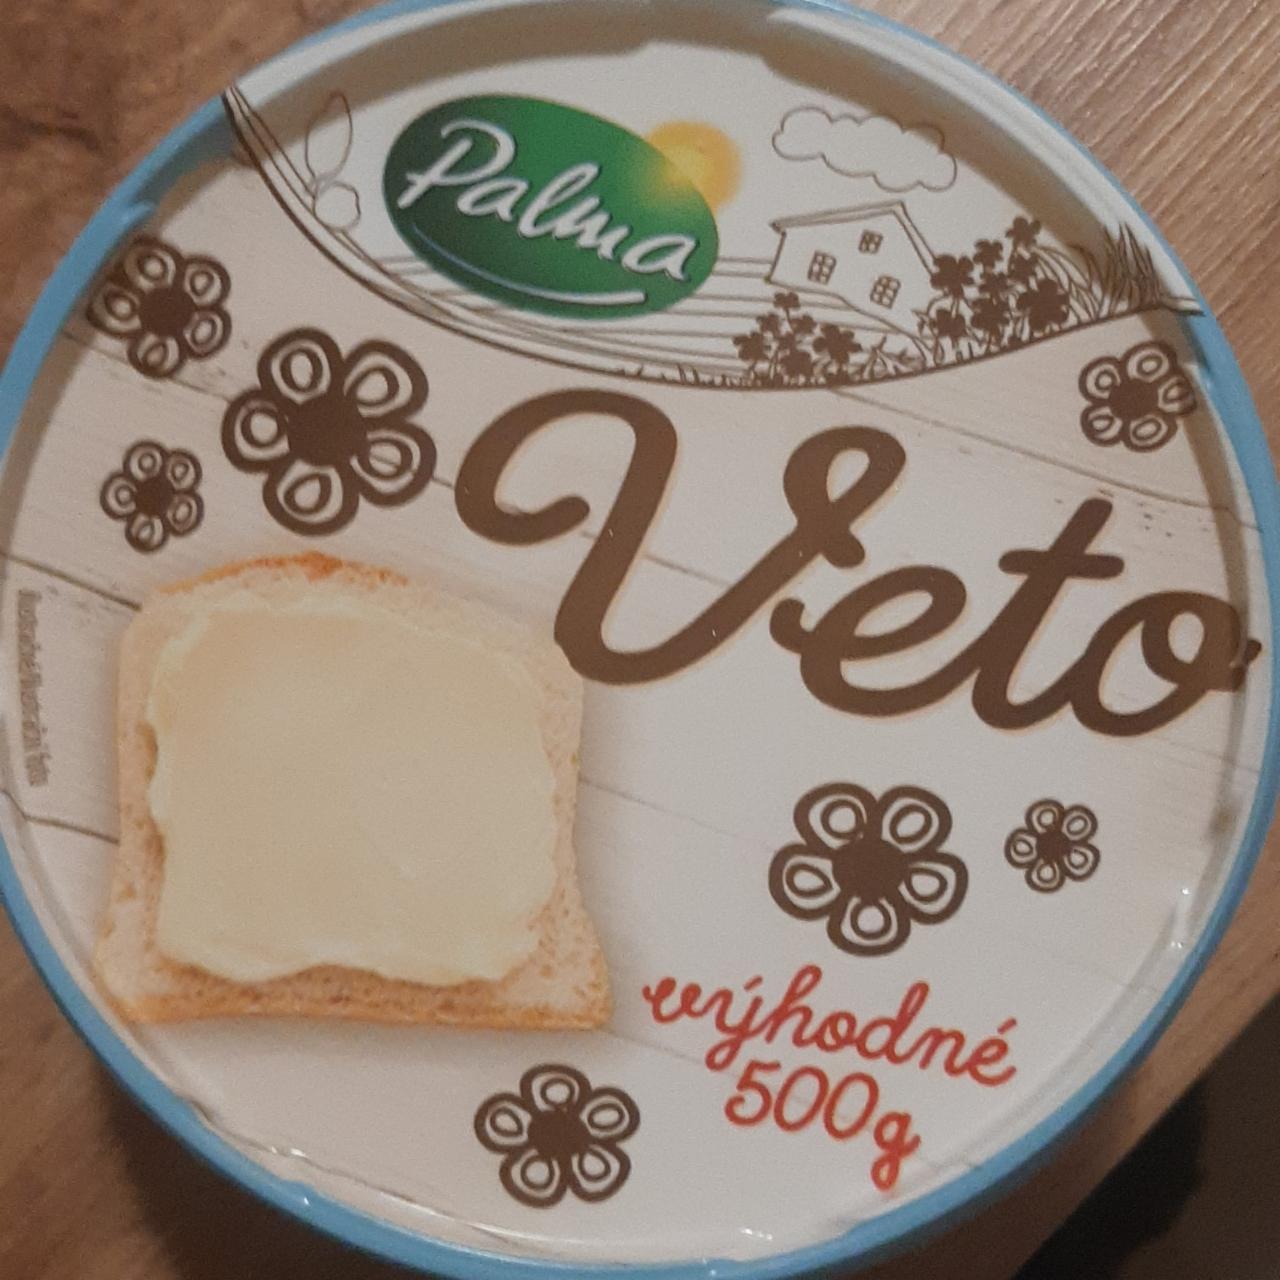 Palma
Veto
výhodné
500g